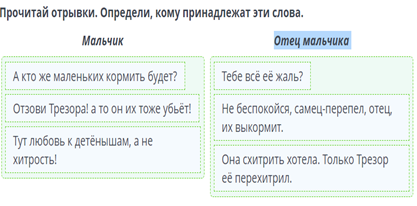 Прочитай отрывки. Определи, кому принадлежат эти слова.
Мальчик
Отец мальчика
А кто же маленьких кормить будет?
Отзови Трезора! а то он их тоже убьёт!
Тут любовь к детёнышам, а не
хитрость!
Тебе всё её жаль?
Не беспокойся, самец-перепел, отец,
их выкормит.
Она схитрить хотела. Только Трезор
её перехитрил.